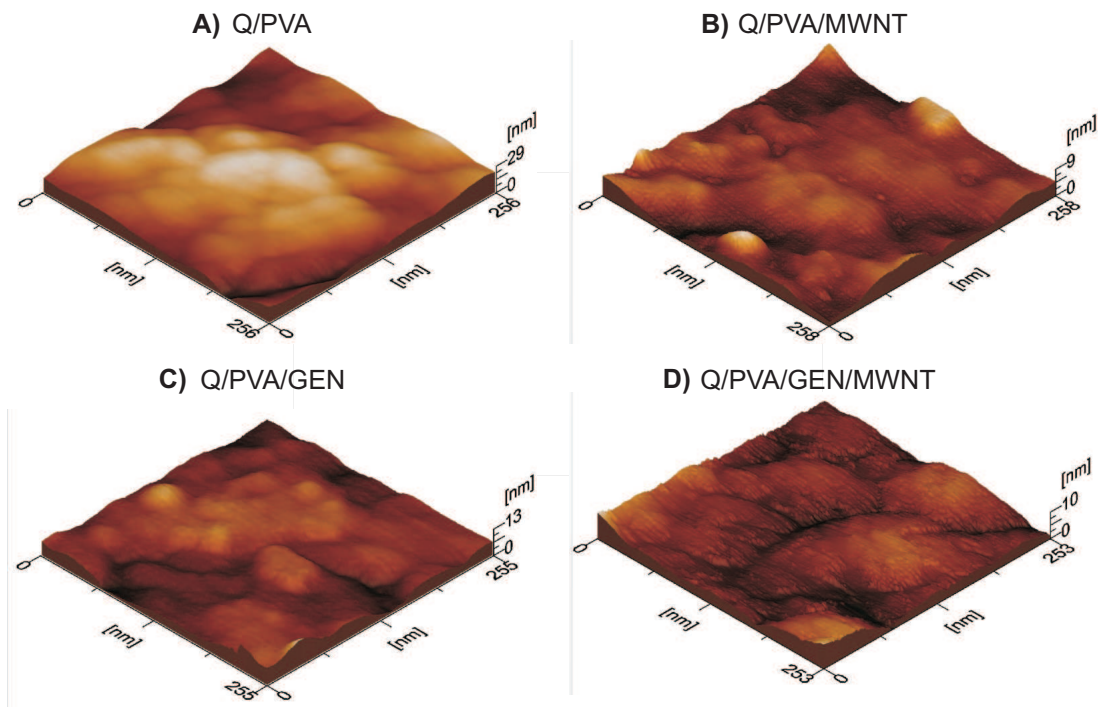 A) Q/PVA
[nm]
29
0
256
0
[nm]
[nm]
256
0
B) Q/PVA/MWNT
[nm]
9
0
258
0
[nm]
[nm]
258
0
C) Q/PVA/GEN
[nm]
13
0
255
0
[nm]
[nm]
255
0
D) Q/PVA/GEN/MWNT
[nm]
10
0
253
0
[nm]
[nm]
253
0